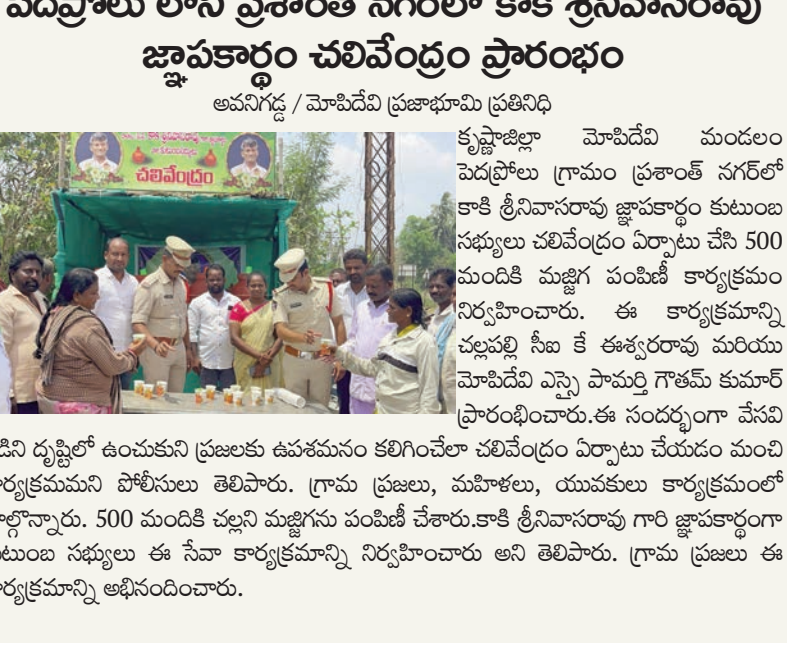 పెదప్రోలు లోని ప్రశాంత్ నగర్‌లో కాకి శ్రీనివాసరావు
జ్ఞాపకార్థం చలివేంద్రం ప్రారంభం
అవనిగడ్డ / మోపిదేవి ప్రజాభూమి ప్రతినిధి
చలివేంద్రం
కృష్ణాజిల్లా మోపిదేవి మండలం
పెదప్రోలు గ్రామం ప్రశాంత్ నగర్‌లో
కాకి శ్రీనివాసరావు జ్ఞాపకార్థం కుటుంబ
సభ్యులు చలివేంద్రం ఏర్పాటు చేసి 500
మందికి మజ్జిగ పంపిణీ కార్యక్రమం
నిర్వహించారు. ఈ కార్యక్రమాన్ని
చల్లపల్లి సీఐ కే ఈశ్వరరావు మరియు
మోపిదేవి ఎస్సై పామర్తి గౌతమ్ కుమార్
ప్రారంభించారు.ఈ సందర్భంగా వేసవి
డిని దృష్టిలో ఉంచుకుని ప్రజలకు ఉపశమనం కలిగించేలా చలివేంద్రం ఏర్పాటు చేయడం మంచి
ర్యక్రమమని పోలీసులు తెలిపారు. గ్రామ ప్రజలు, మహిళలు, యువకులు కార్యక్రమంలో
ల్గొన్నారు. 500 మందికి చల్లని మజ్జిగను పంపిణీ చేశారు.కాకి శ్రీనివాసరావు గారి జ్ఞాపకార్థంగా
టుంబ సభ్యులు ఈ సేవా కార్యక్రమాన్ని నిర్వహించారు అని తెలిపారు. గ్రామ ప్రజలు ఈ
ర్యక్రమాన్ని అభినందించారు.